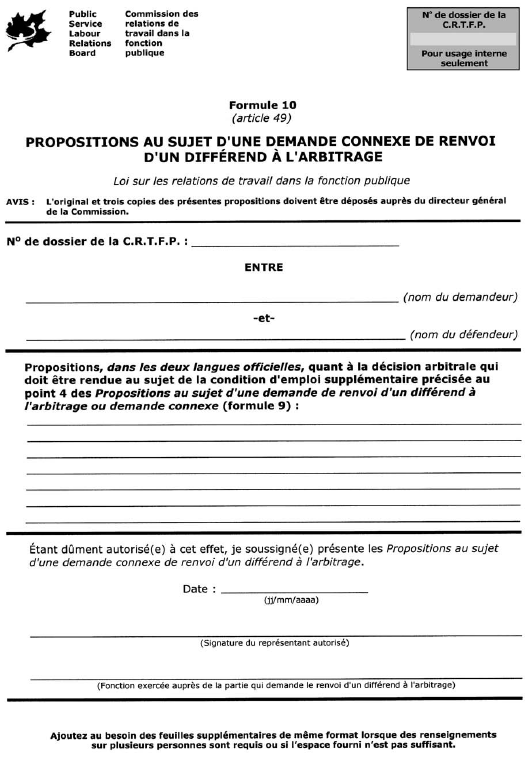 Public
Service
Labour
Relations
Board
Commission des
relations de
travail dans la
fonction
publique
N° de dossier de la
C.R.T.F.P.
Pour usage interne
seulement
Formule 10
(article 49)
PROPOSITIONS AU SUJET D'UNE DEMANDE CONNEXE DE RENVOI
D'UN DIFFÉREND À L'ARBITRAGE
Loi sur les relations de travail dans la fonction publique
AVIS : L'original et trois copies des présentes propositions doivent être déposés auprès du directeur général
de la Commission.
N° de dossier de la C.R.T.F.P. :
ENTRE
(nom du demandeur)
-et-
(nom du défendeur)
Propositions, dans les deux langues officielles, quant à la décision arbitrale qui
doit être rendue au sujet de la condition d'emploi supplémentaire précisée au
point 4 des Propositions au sujet d'une demande de renvoi d'un différend à
l'arbitrage ou demande connexe (formule 9) :
Étant dûment autorisé(e) à cet effet, je soussigné(e) présente les Propositions au sujet
d'une demande connexe de renvoi d'un différend à l'arbitrage.
Date :
(jj/mm/aaaa)
(Signature du représentant autorisé)
(Fonction exercée auprès de la partie qui demande le renvoi d'un différend à l'arbitrage)
Ajoutez au besoin des feuilles supplémentaires de même format lorsque des renseignements
sur plusieurs personnes sont requis ou si l'espace fourni n'est pas suffisant.